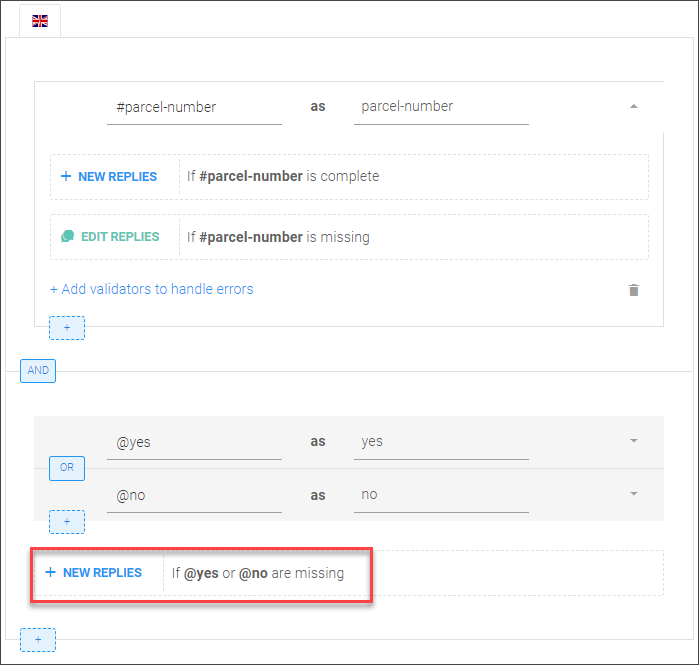 #parcel-number as parcel-number
+ NEW REPLIES If #parcel-number is complete
EDIT REPLIES If #parcel-number is missing
+ Add validators to handle errors
+
AND
@yes as yes
OR
@no as no
+
+ NEW REPLIES If @yes or @no are missing
+